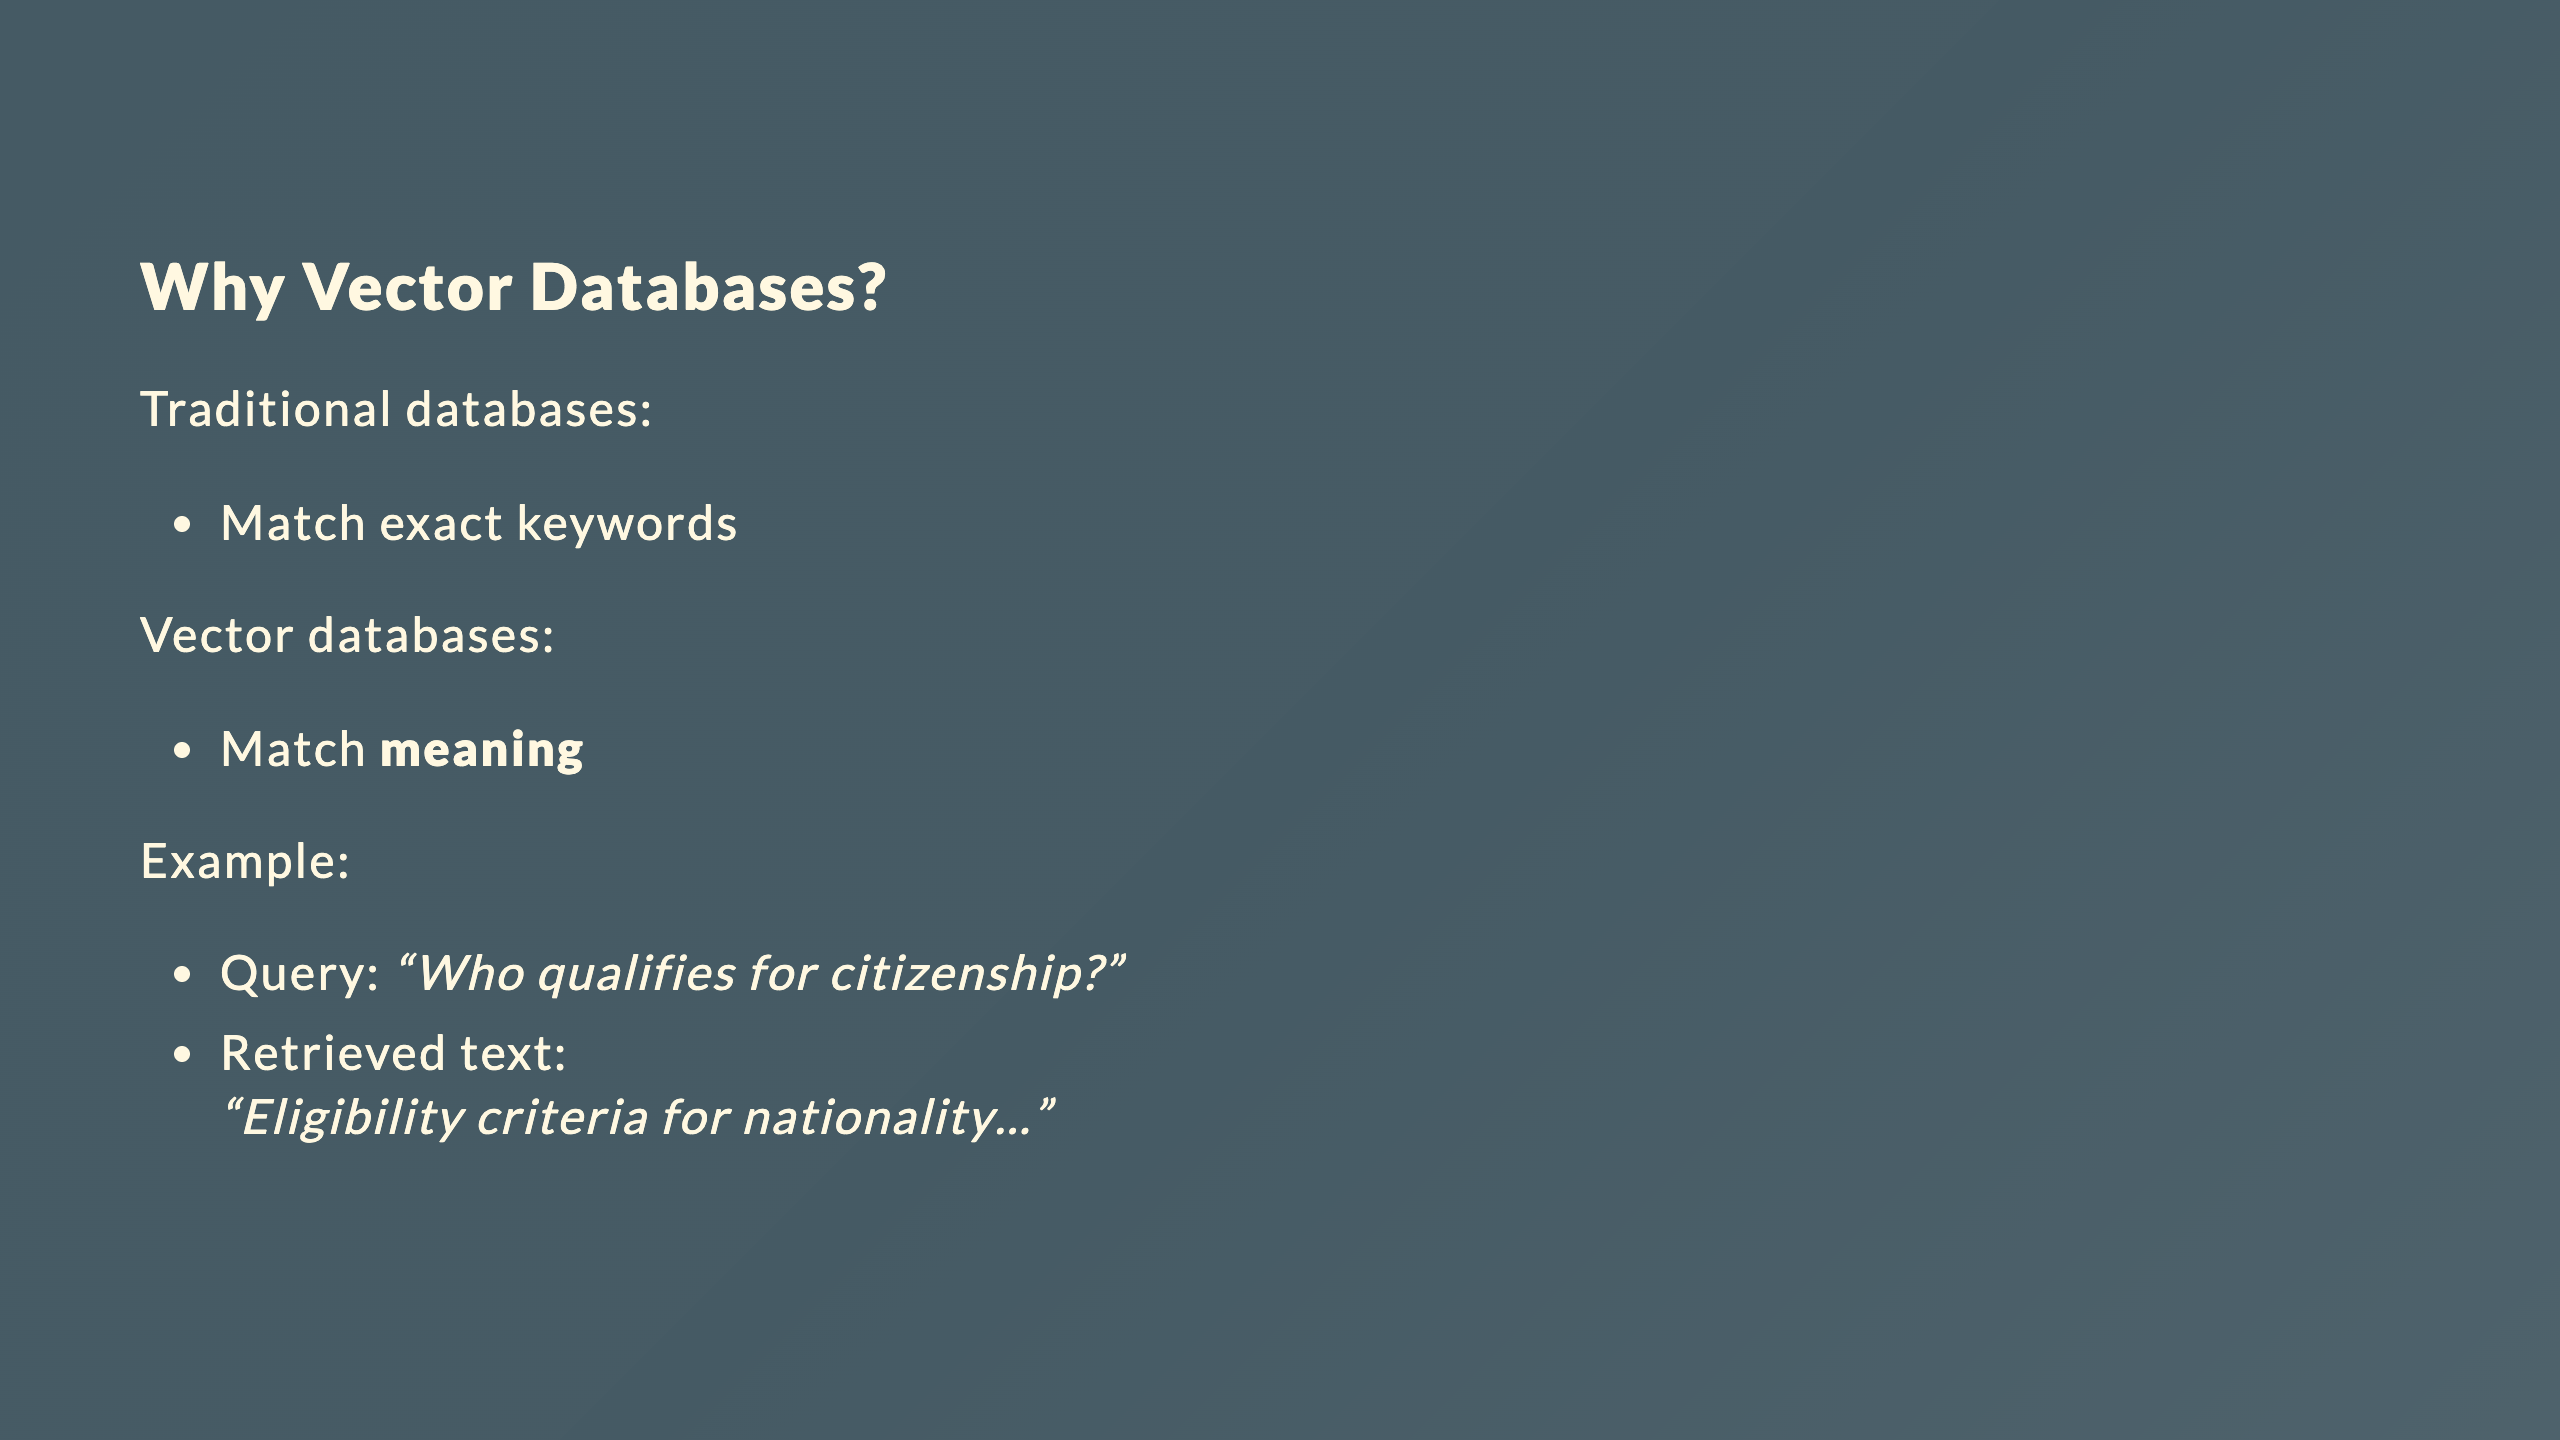 Why Vector Databases?
Traditional databases:
• Match exact keywords
Vector databases:
• Match meaning
Example:
• Query: “Who qualifies for citizenship?”
• Retrieved text:
“Eligibility criteria for nationality…”